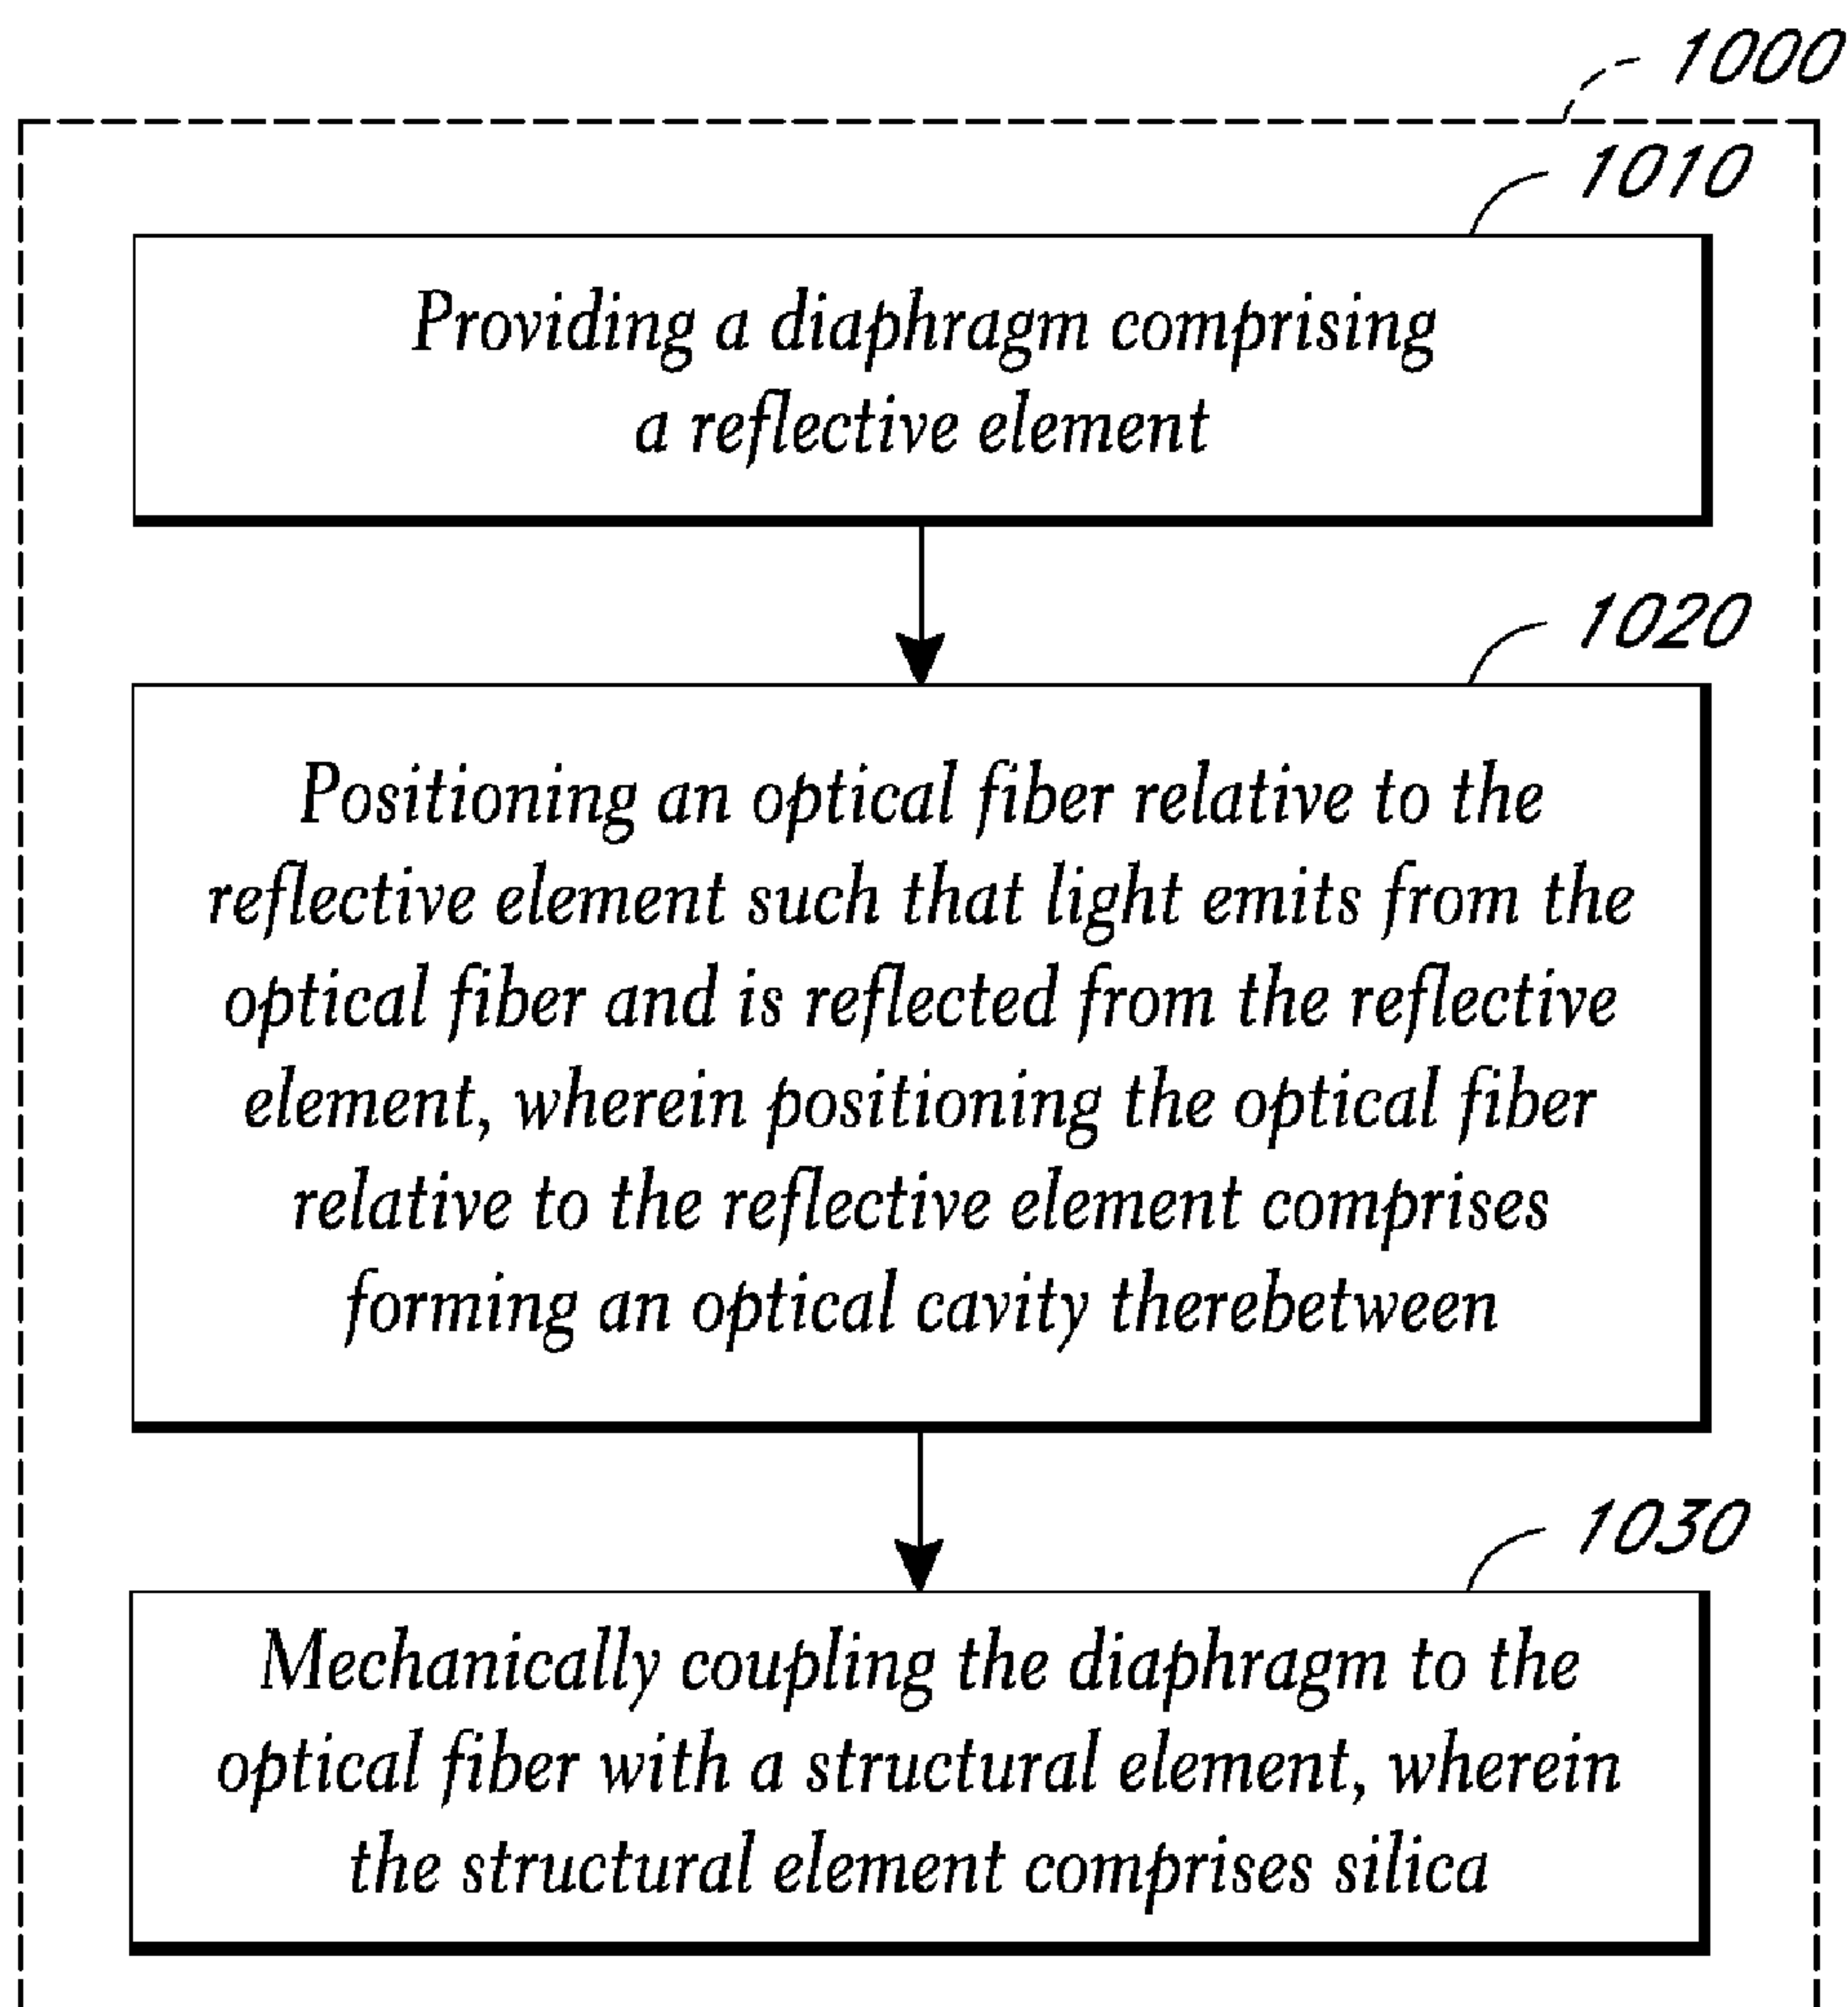 1000
1010
Providing a diaphragm comprising
a reflective element
1020
Positioning an optical fiber relative to the
reflective element such that light emits from the
optical fiber and is reflected from the reflective
element, wherein positioning the optical fiber
relative to the reflective element comprises
forming an optical cavity therebetween
1030
Mechanically coupling the diaphragm to the
optical fiber with a structural element, wherein
the structural element comprises silica